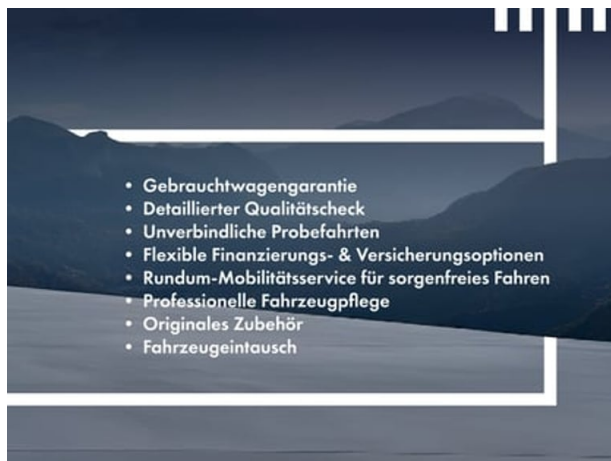 • Gebrauchtwagengarantie
• Detaillierter Qualitätscheck
• Unverbindliche Probefahrten
• Flexible Finanzierungs- & Versicherungsoptionen
• Rundum-Mobilitätsservice für sorgenfreies Fahren
• Professionelle Fahrzeugpflege
• Originales Zubehör
• Fahrzeugeintausch